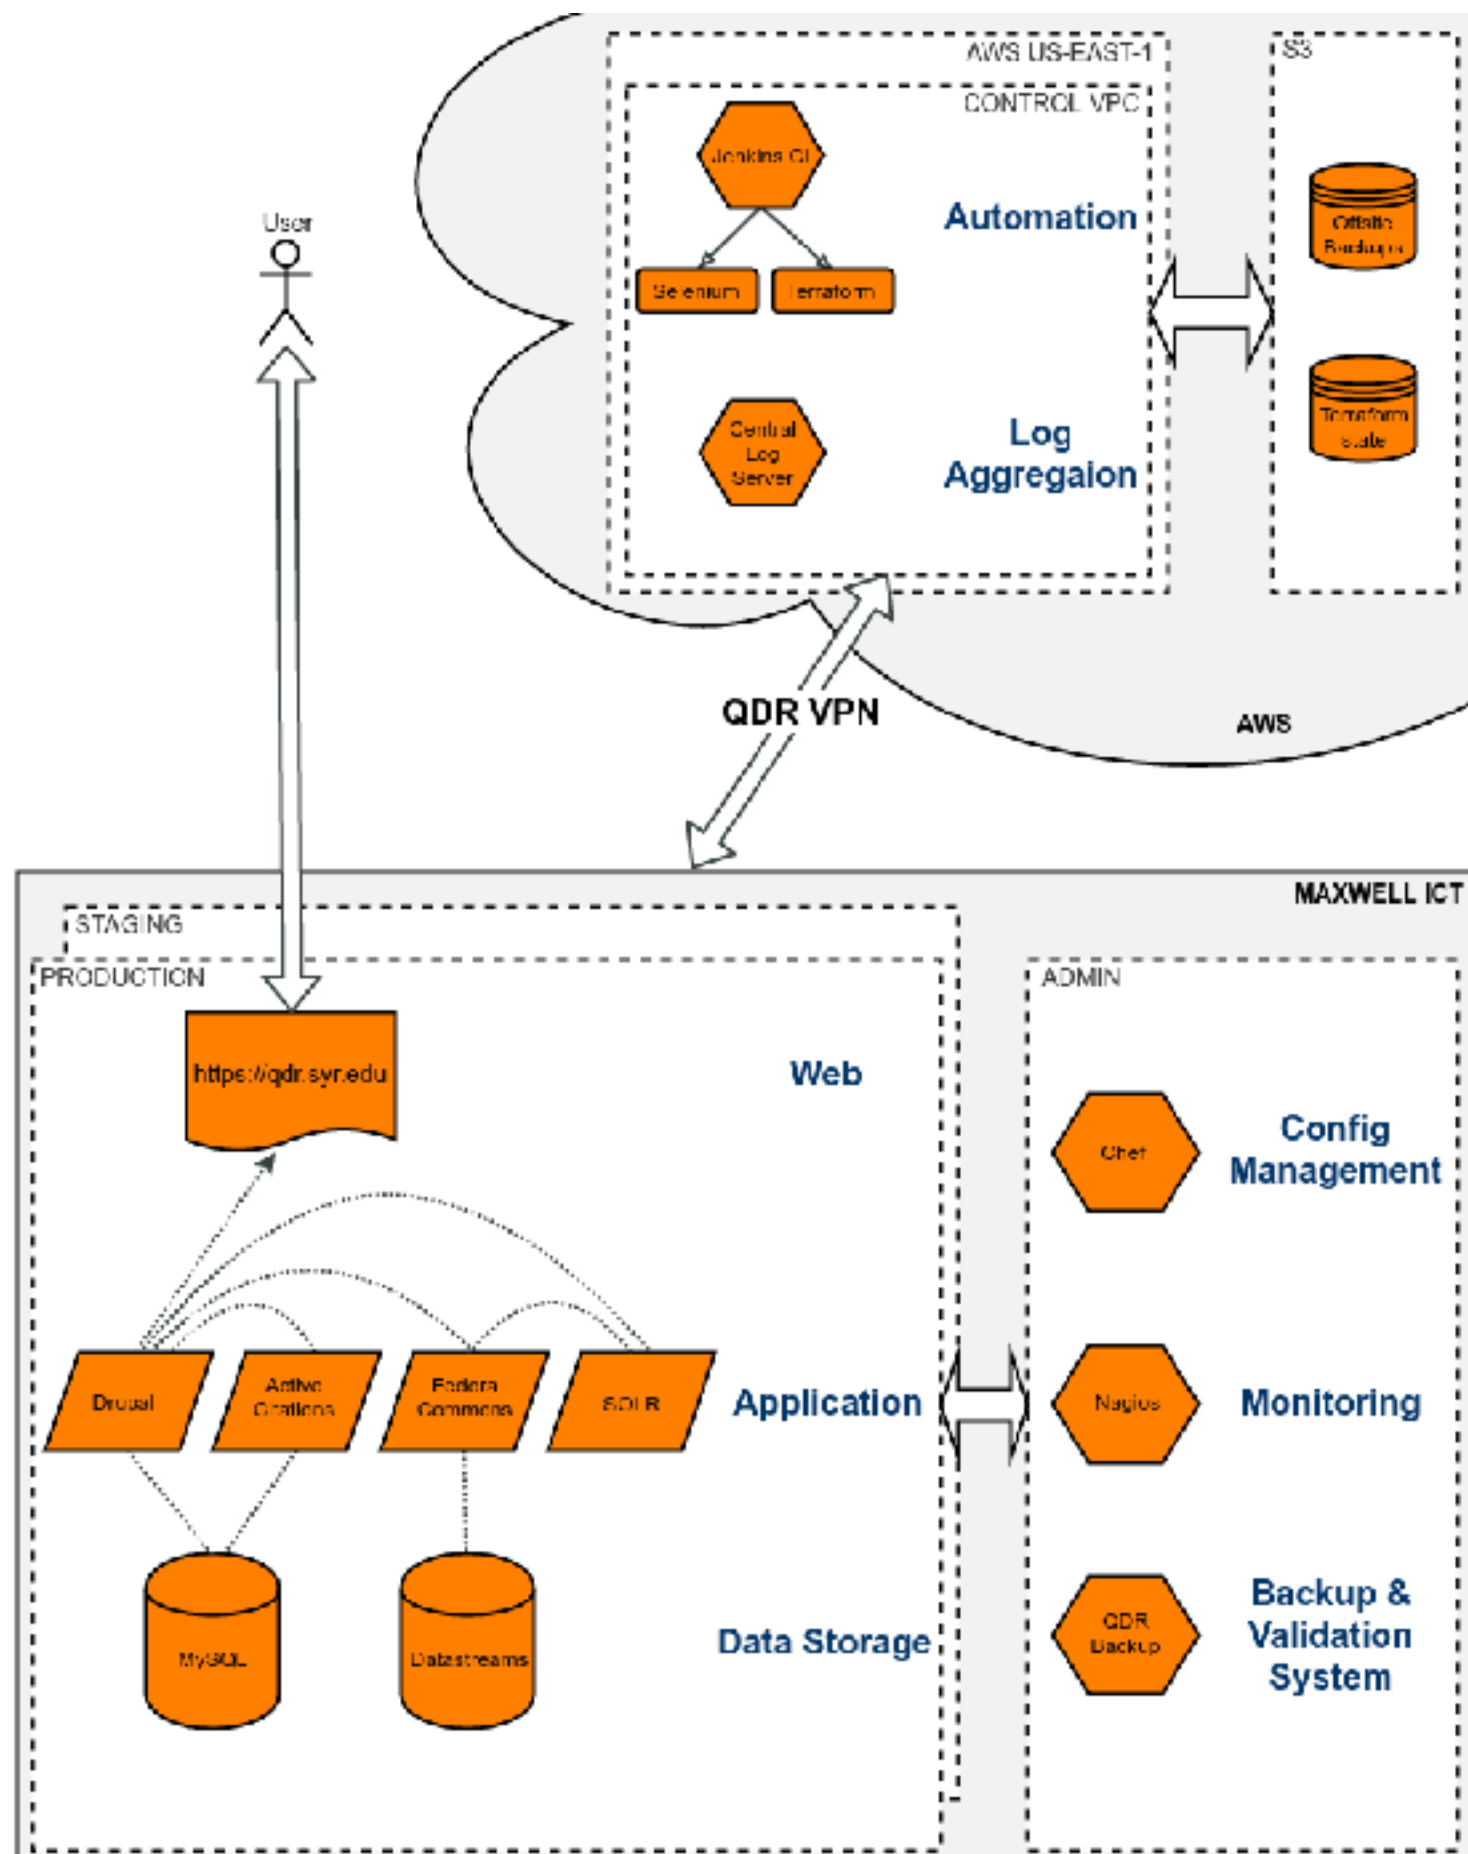 AWS US-EAST-1
S3
CONTROL VPC
Jenkins CI
Automation
Offsite
Backups
User
Selenium
Terraform
Central
Log
Server
Log
Aggregaion
Terraform
state
QDR VPN
AWS
MAXWELL ICT
STAGING
PRODUCTION
ADMIN
https://qdr.syr.edu
Web
Chef
Config
Management
Drupal
Active
Citations
Fedora
Commons
SOLR
Application
Nagios
Monitoring
MySQL
Datastreams
Data Storage
QDR
Backup
Backup &
Validation
System